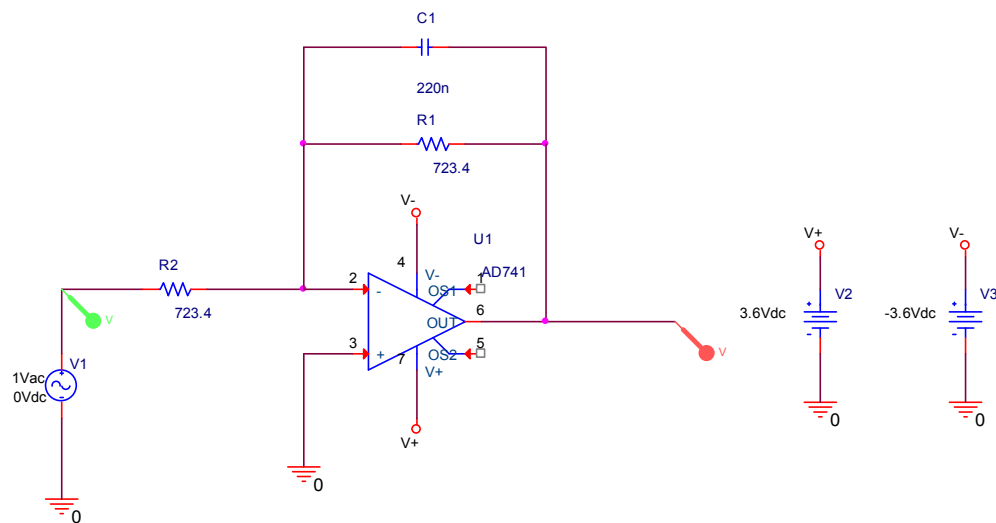 C1
220n
R1
723.4
V-
U1
4
V-
1
AD741
OS1
R2
723.4
2
-
6
OUT
3
+
7
OS2
5
V+
V+
V
V
V1
+
-
1Vac
0Vdc
0
0
V+
V2
+
-
3.6Vdc
0
V-
V3
+
-
-3.6Vdc
0